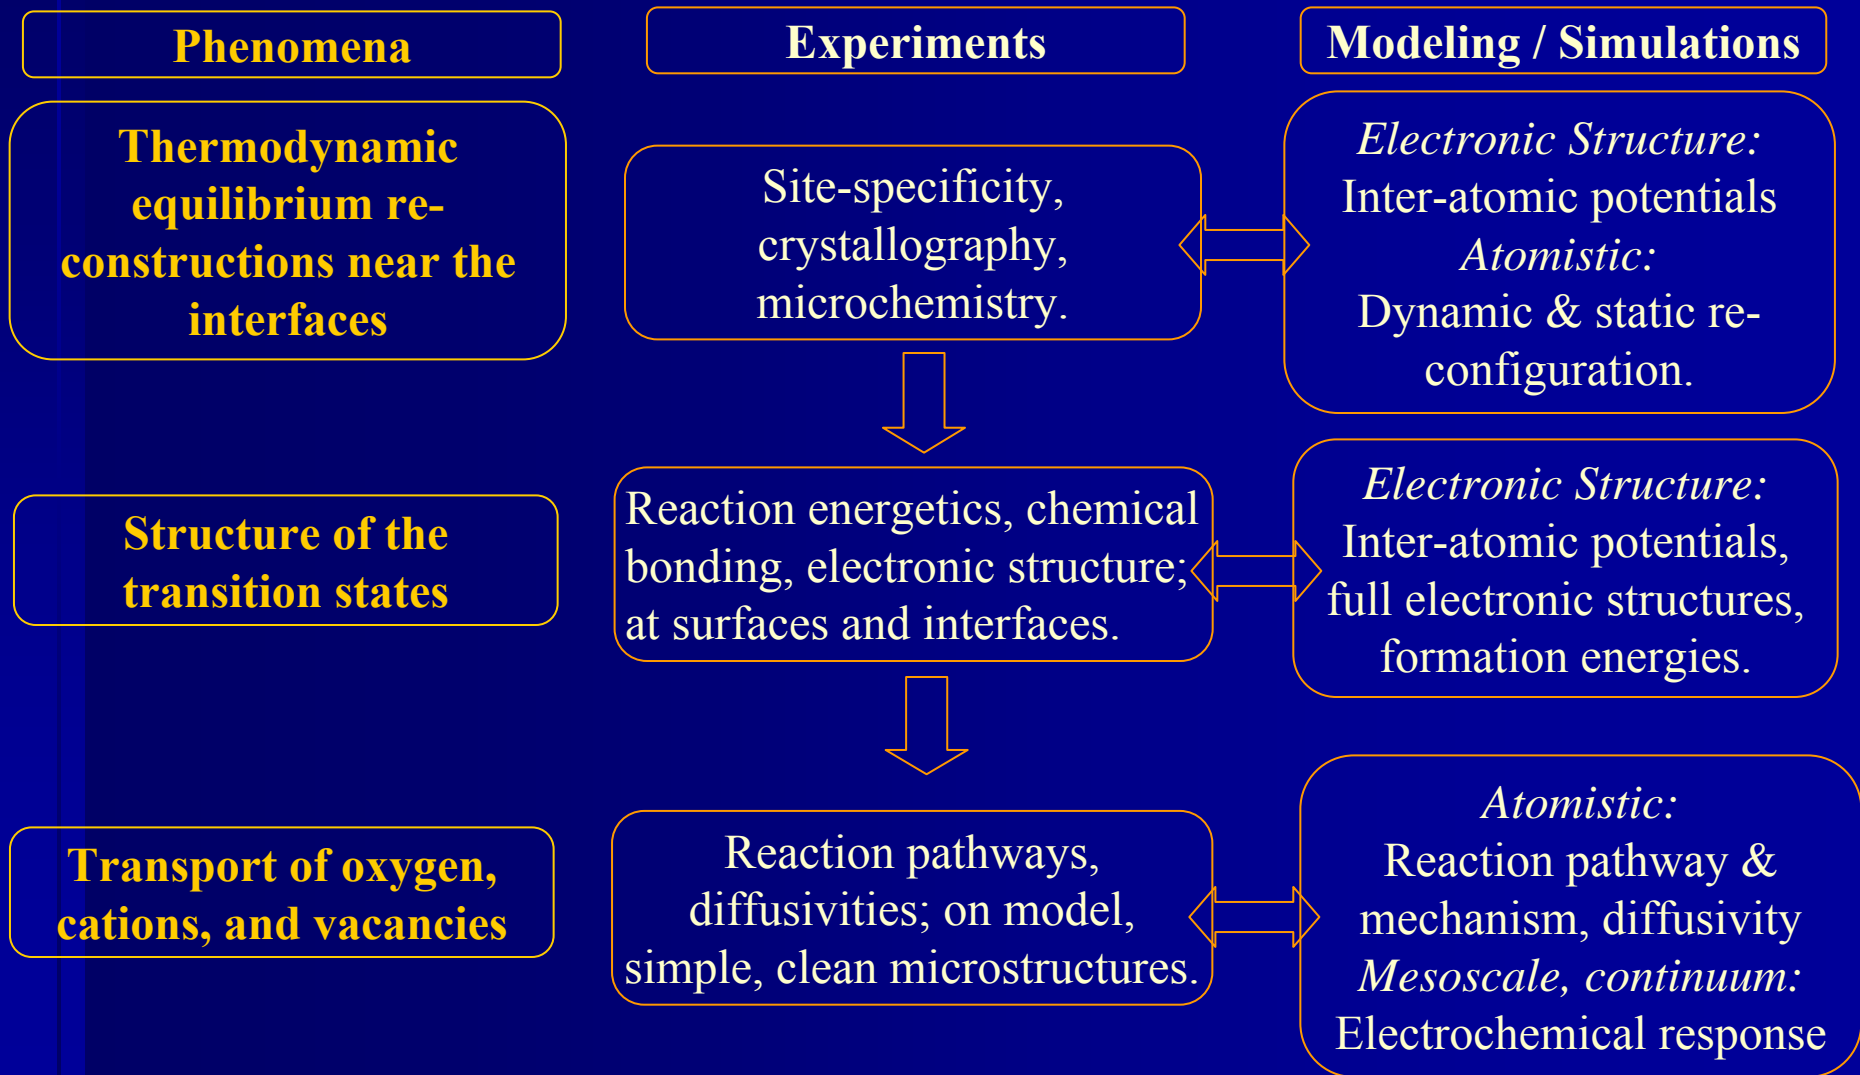 Phenomena
Experiments
Modeling / Simulations
Thermodynamic
equilibrium re-
constructions near the
interfaces
Site-specificity,
crystallography,
microchemistry.
Electronic Structure:
Inter-atomic potentials
Atomistic:
Dynamic & static re-
configuration.
Structure of the
transition states
Reaction energetics, chemical
bonding, electronic structure;
at surfaces and interfaces.
Electronic Structure:
Inter-atomic potentials,
full electronic structures,
formation energies.
Transport of oxygen,
cations, and vacancies
Reaction pathways,
diffusivities; on model,
simple, clean microstructures.
Atomistic:
Reaction pathway &
mechanism, diffusivity
Mesoscale, continuum:
Electrochemical response